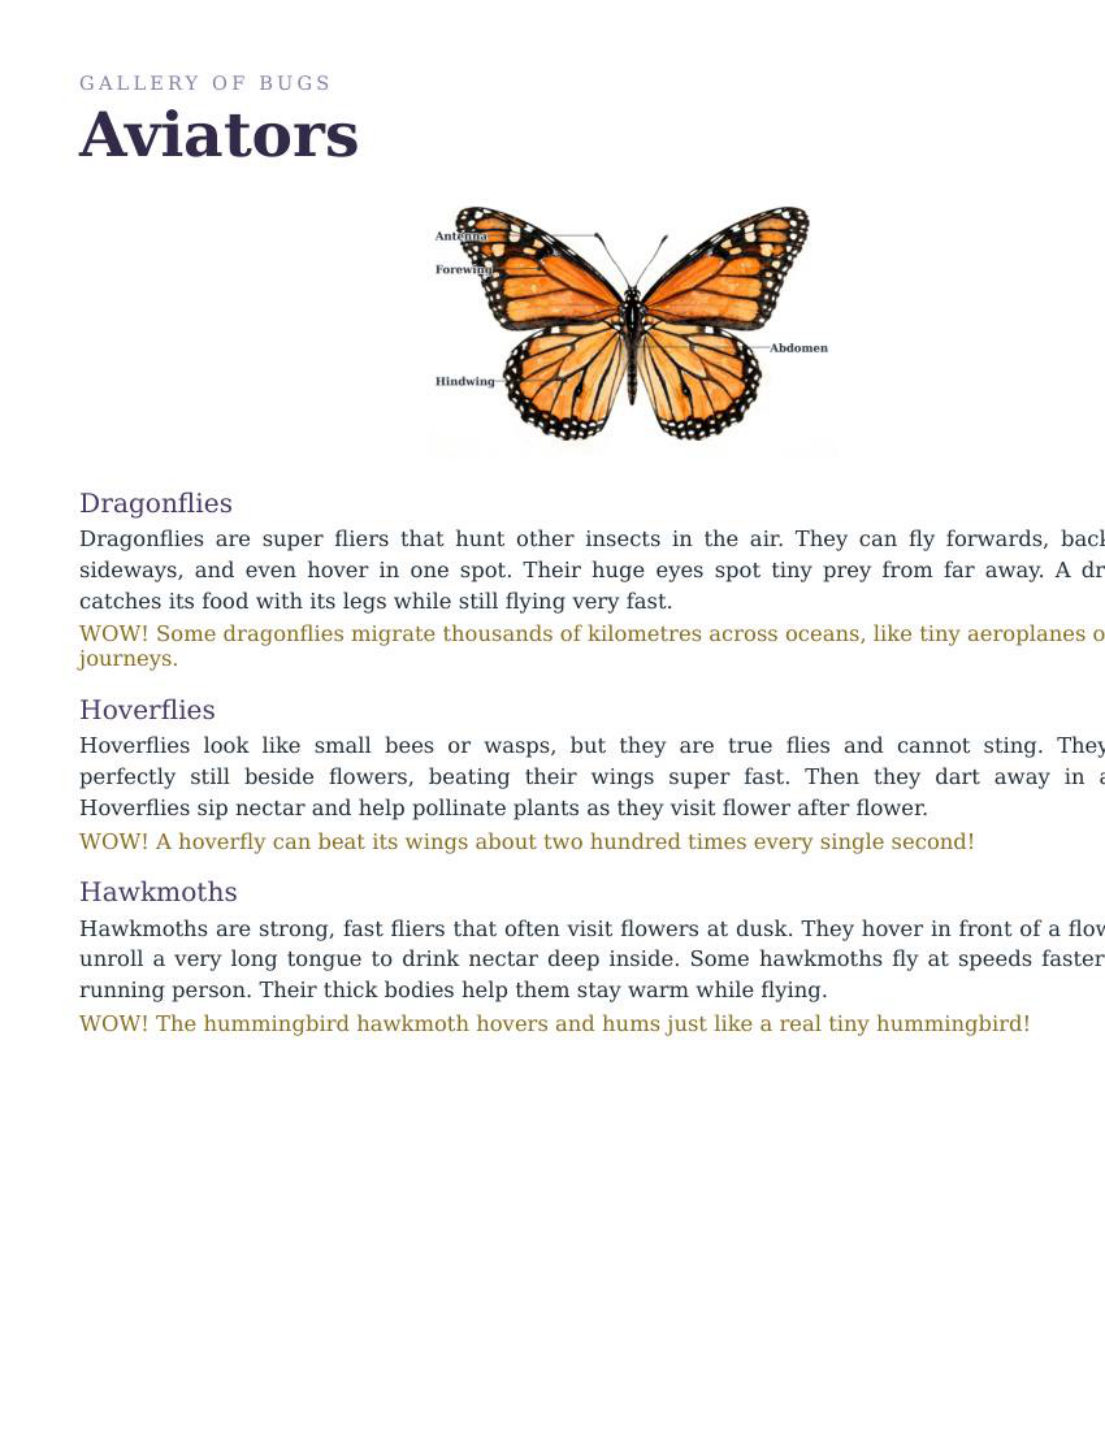 GALLERY OF BUGS
Aviators
Antenna
Forewing
Abdomen
Hindwing
Dragonflies
Dragonflies are super fliers that hunt other insects in the air. They can fly forwards,
sideways, and even hover in one spot. Their huge eyes spot tiny prey from far away. A
catches its food with its legs while still flying very fast.
WOW! Some dragonflies migrate thousands of kilometres across oceans, like tiny aeroplanes
journeys.
Hoverflies
Hoverflies look like small bees or wasps, but they are true flies and cannot sting. They
perfectly still beside flowers, beating their wings super fast. Then they dart away in
Hoverflies sip nectar and help pollinate plants as they visit flower after flower.
WOW! A hoverfly can beat its wings about two hundred times every single second!
Hawkmoths
Hawkmoths are strong, fast fliers that often visit flowers at dusk. They hover in front of a
unroll a very long tongue to drink nectar deep inside. Some hawkmoths fly at speeds faster
running person. Their thick bodies help them stay warm while flying.
WOW! The hummingbird hawkmoth hovers and hums just like a real tiny hummingbird!